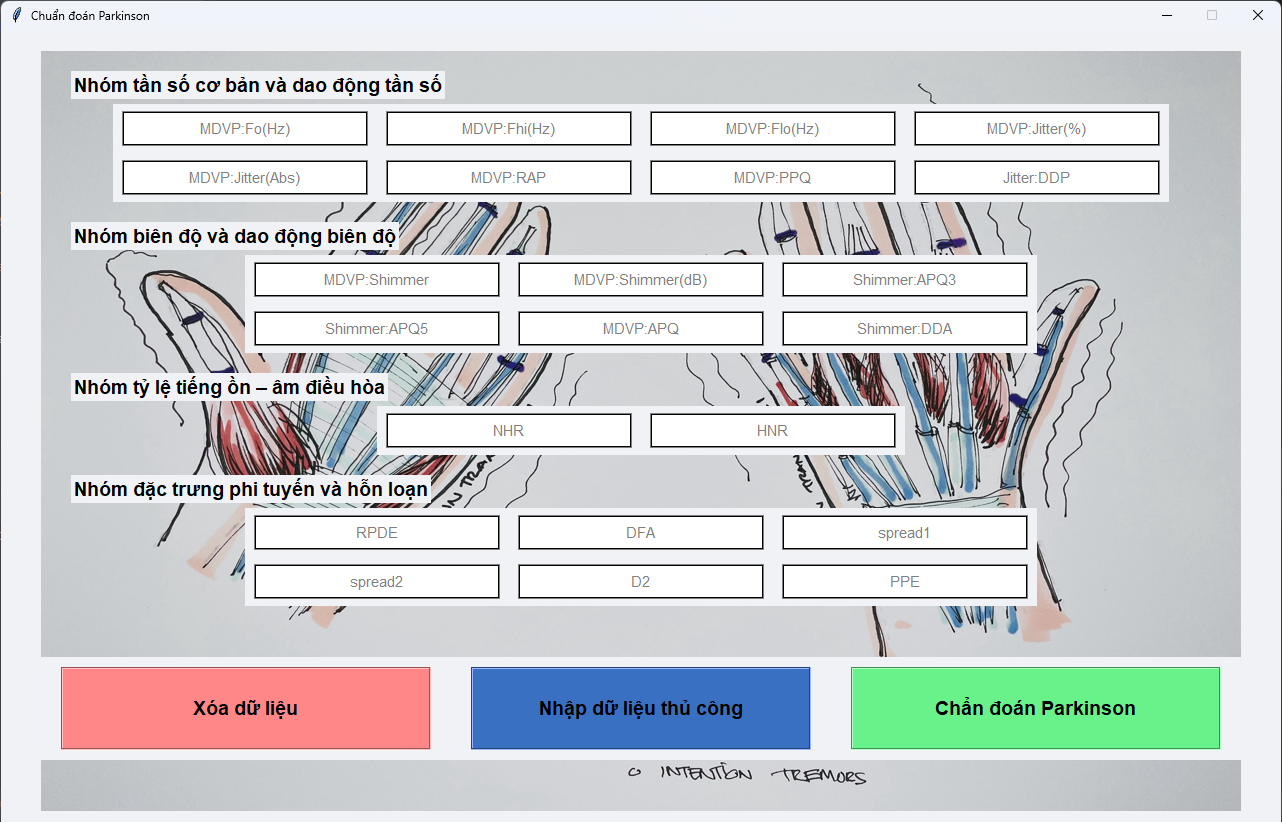 Chuẩn đoán Parkinson
Nhóm tần số cơ bản và dao động tần số
MDVP:Fo(Hz) MDVP:Fhi(Hz) MDVP:Flo(Hz) MDVP:Jitter(%)
MDVP:Jitter(Abs) MDVP:RAP MDVP:PPQ Jitter:DDP
Nhóm biên độ và dao động biên độ
MDVP:Shimmer MDVP:Shimmer(dB) Shimmer:APQ3
Shimmer:APQ5 MDVP:APQ Shimmer:DDA
Nhóm tỷ lệ tiếng ồn – âm điều hòa
NHR HNR
Nhóm đặc trưng phi tuyến và hỗn loạn
RPDE DFA spread1
spread2 D2 PPE
Xóa dữ liệu Nhập dữ liệu thủ công Chẩn đoán Parkinson
INTENTION TREMORS